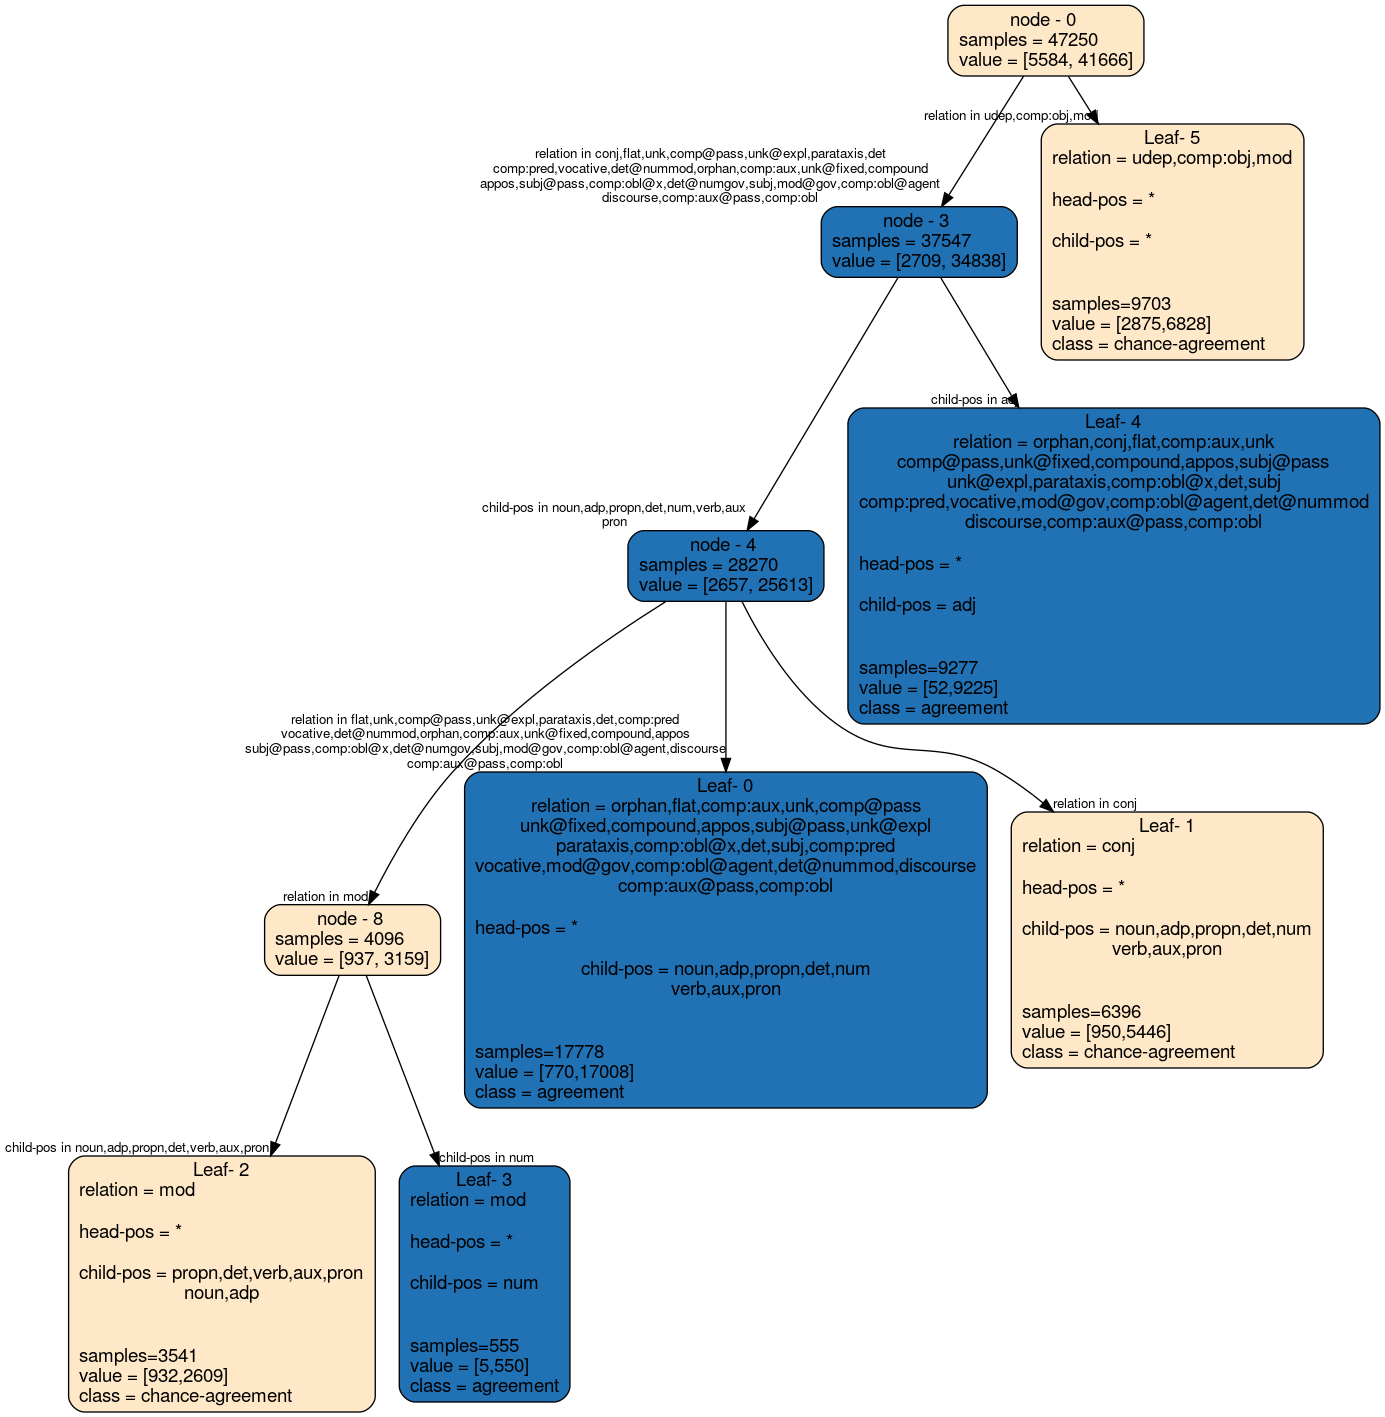 node - 0
samples = 47250
value = [5584, 41666]
relation in udep,comp:obj,mod
Leaf- 5
relation = udep,comp:obj,mod
head-pos = *
child-pos = *
samples=9703
value = [2875,6828]
class = chance-agreement
relation in conj,flat,unk,comp@pass,unk@expl,parataxis,det
comp:pred,vocative,det@nummod,orphan,comp:aux,unk@fixed,compound
appos,subj@pass,comp:obl@x,det@numgov,subj,mod@gov,comp:obl@agent
discourse,comp:aux@pass,comp:obl
node - 3
samples = 37547
value = [2709, 34838]
child-pos in adj
Leaf- 4
relation = orphan,conj,flat,comp:aux,unk
comp@pass,unk@fixed,compound,appos,subj@pass
unk@expl,parataxis,comp:obl@x,det,subj
comp:pred,vocative,mod@gov,comp:obl@agent,det@nummod
discourse,comp:aux@pass,comp:obl
head-pos = *
child-pos = adj
samples=9277
value = [52,9225]
class = agreement
child-pos in noun,adp,propn,det,num,verb,aux
pron
node - 4
samples = 28270
value = [2657, 25613]
relation in flat,unk,comp@pass,unk@expl,parataxis,det,comp:pred
vocative,det@nummod,orphan,comp:aux,unk@fixed,compound,appos
subj@pass,comp:obl@x,det@numgov,subj,mod@gov,comp:obl@agent,discourse
comp:aux@pass,comp:obl
Leaf- 0
relation = orphan,flat,comp:aux,unk,comp@pass
unk@fixed,compound,appos,subj@pass,unk@expl
parataxis,comp:obl@x,det,subj,comp:pred
vocative,mod@gov,comp:obl@agent,det@nummod,discourse
comp:aux@pass,comp:obl
head-pos = *
child-pos = noun,adp,propn,det,num
verb,aux,pron
samples=17778
value = [770,17008]
class = agreement
relation in conj
Leaf- 1
relation = conj
head-pos = *
child-pos = noun,adp,propn,det,num
verb,aux,pron
samples=6396
value = [950,5446]
class = chance-agreement
relation in mod
node - 8
samples = 4096
value = [937, 3159]
child-pos in noun,adp,propn,det,verb,aux,pron
Leaf- 2
relation = mod
head-pos = *
child-pos = propn,det,verb,aux,pron
noun,adp
samples=3541
value = [932,2609]
class = chance-agreement
child-pos in num
Leaf- 3
relation = mod
head-pos = *
child-pos = num
samples=555
value = [5,550]
class = agreement